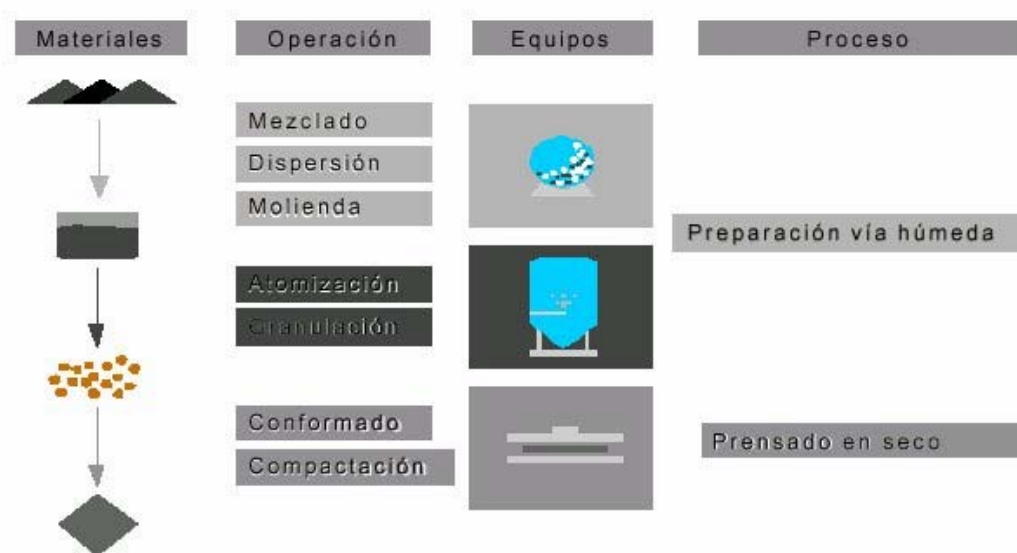 Materiales
Operación
Equipos
Proceso
Mezclado
Dispersión
Molienda
Preparación vía húmeda
Atomización
Granulación
Conformado
Compactación
Prensado en seco